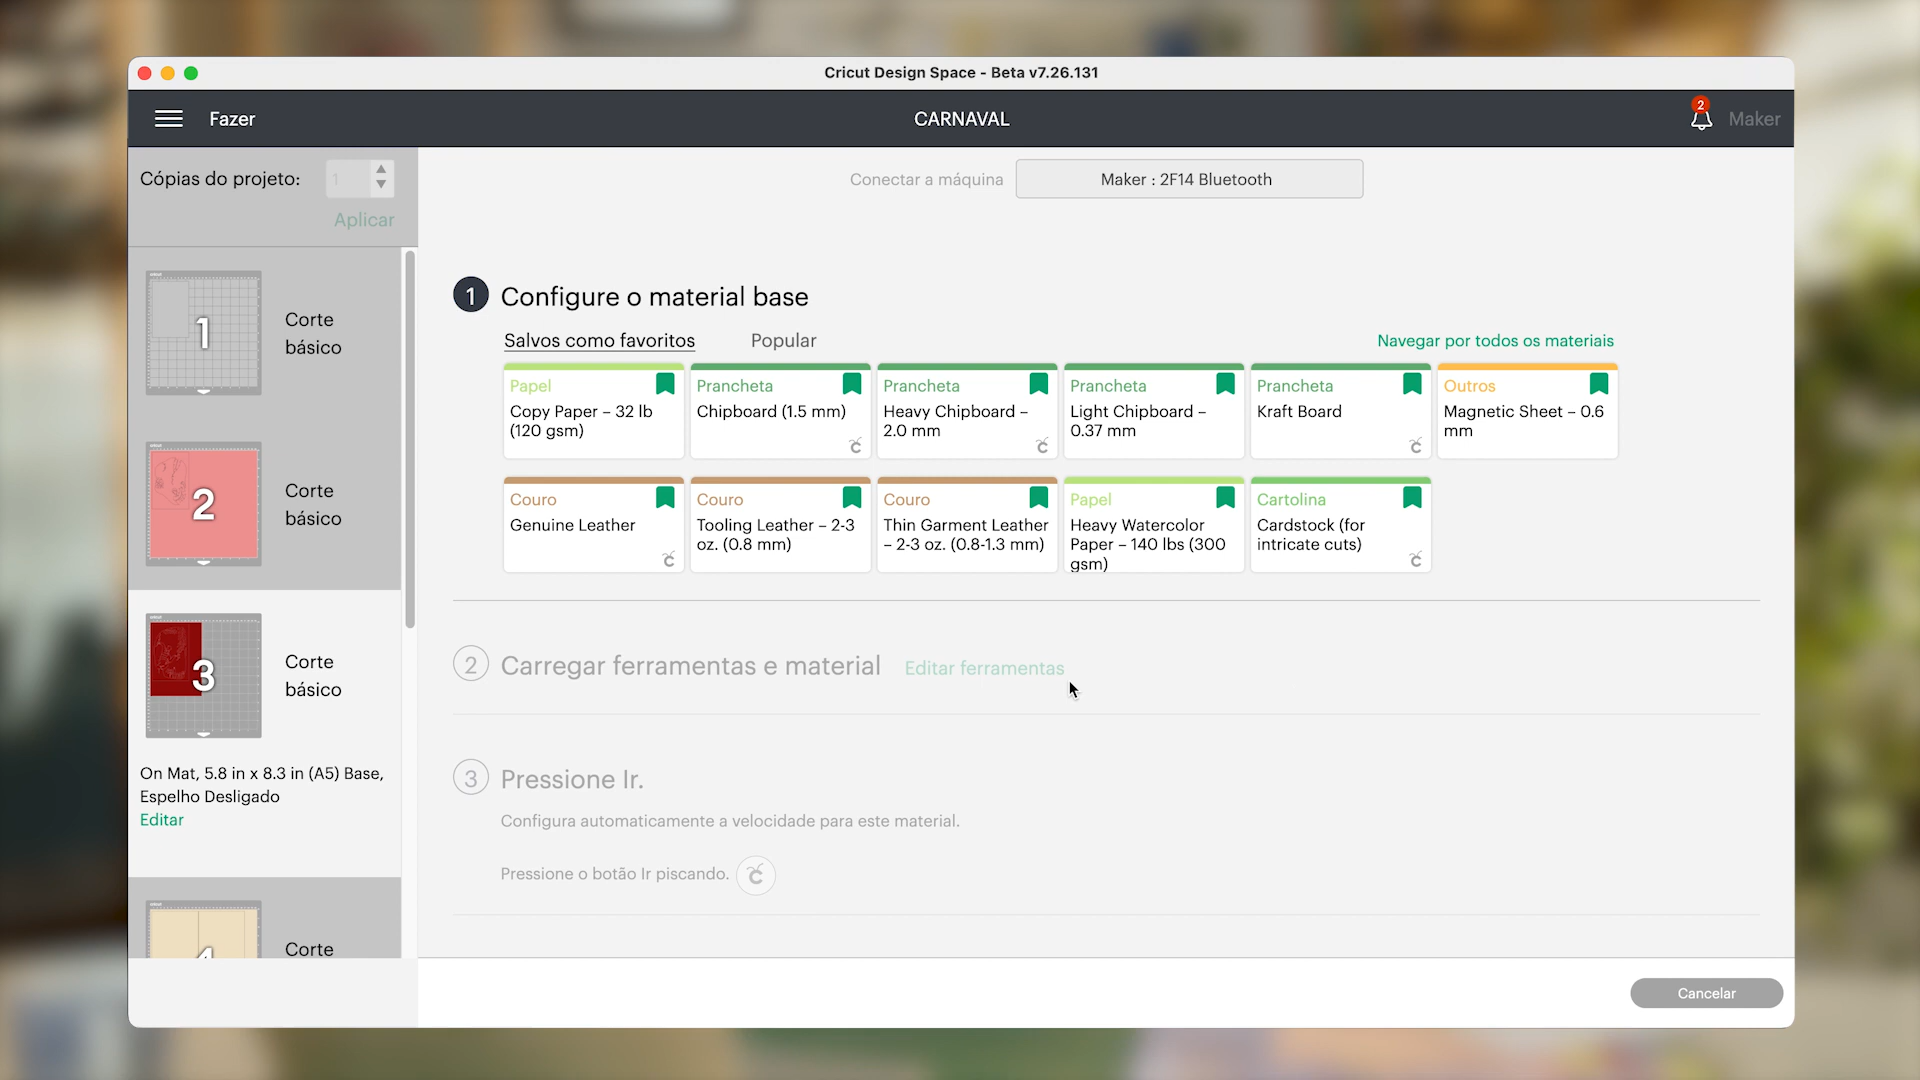 Cricut Design Space - Beta v7.26.131
Fazer
CARNAVAL
2
Maker
Cópias do projeto:
1
Aplicar
Conectar a máquina
Maker : 2F14 Bluetooth
1
Corte
básico
2
Corte
básico
3
Corte
básico
On Mat, 5.8 in x 8.3 in (A5) Base,
Espelho Desligado
Editar
4
Corte
1 Configure o material base
Salvos como favoritos
Popular
Navegar por todos os materiais
Papel
Copy Paper – 32 lb
(120 gsm)
Prancheta
Chipboard (1.5 mm)
Prancheta
Heavy Chipboard –
2.0 mm
Prancheta
Light Chipboard –
0.37 mm
Prancheta
Kraft Board
Outros
Magnetic Sheet – 0.6
mm
Couro
Genuine Leather
Couro
Tooling Leather – 2-3
oz. (0.8 mm)
Couro
Thin Garment Leather
– 2-3 oz. (0.8-1.3 mm)
Papel
Heavy Watercolor
Paper – 140 lbs (300
gsm)
Cartolina
Cardstock (for
intricate cuts)
2 Carregar ferramentas e material
Editar ferramentas
3 Pressione Ir.
Configura automaticamente a velocidade para este material.
Pressione o botão Ir piscando.
Cancelar